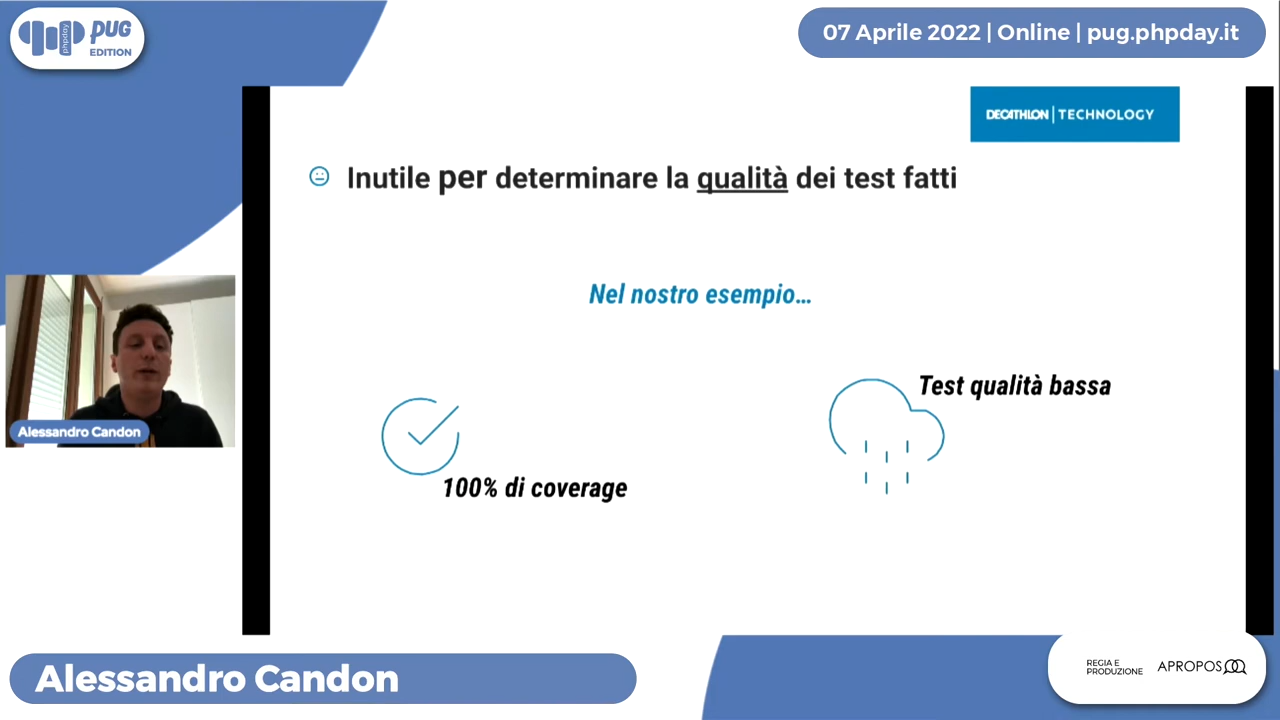 phpday
PUG
EDITION
07 Aprile 2022 | Online | pug.phpday.it
DECATHLON | TECHNOLOGY
Inutile per determinare la qualità dei test fatti
Nel nostro esempio...
Test qualità bassa
100% di coverage
Alessandro Candon
Alessandro Candon
REGIA E
PRODUZIONE
APROPOS